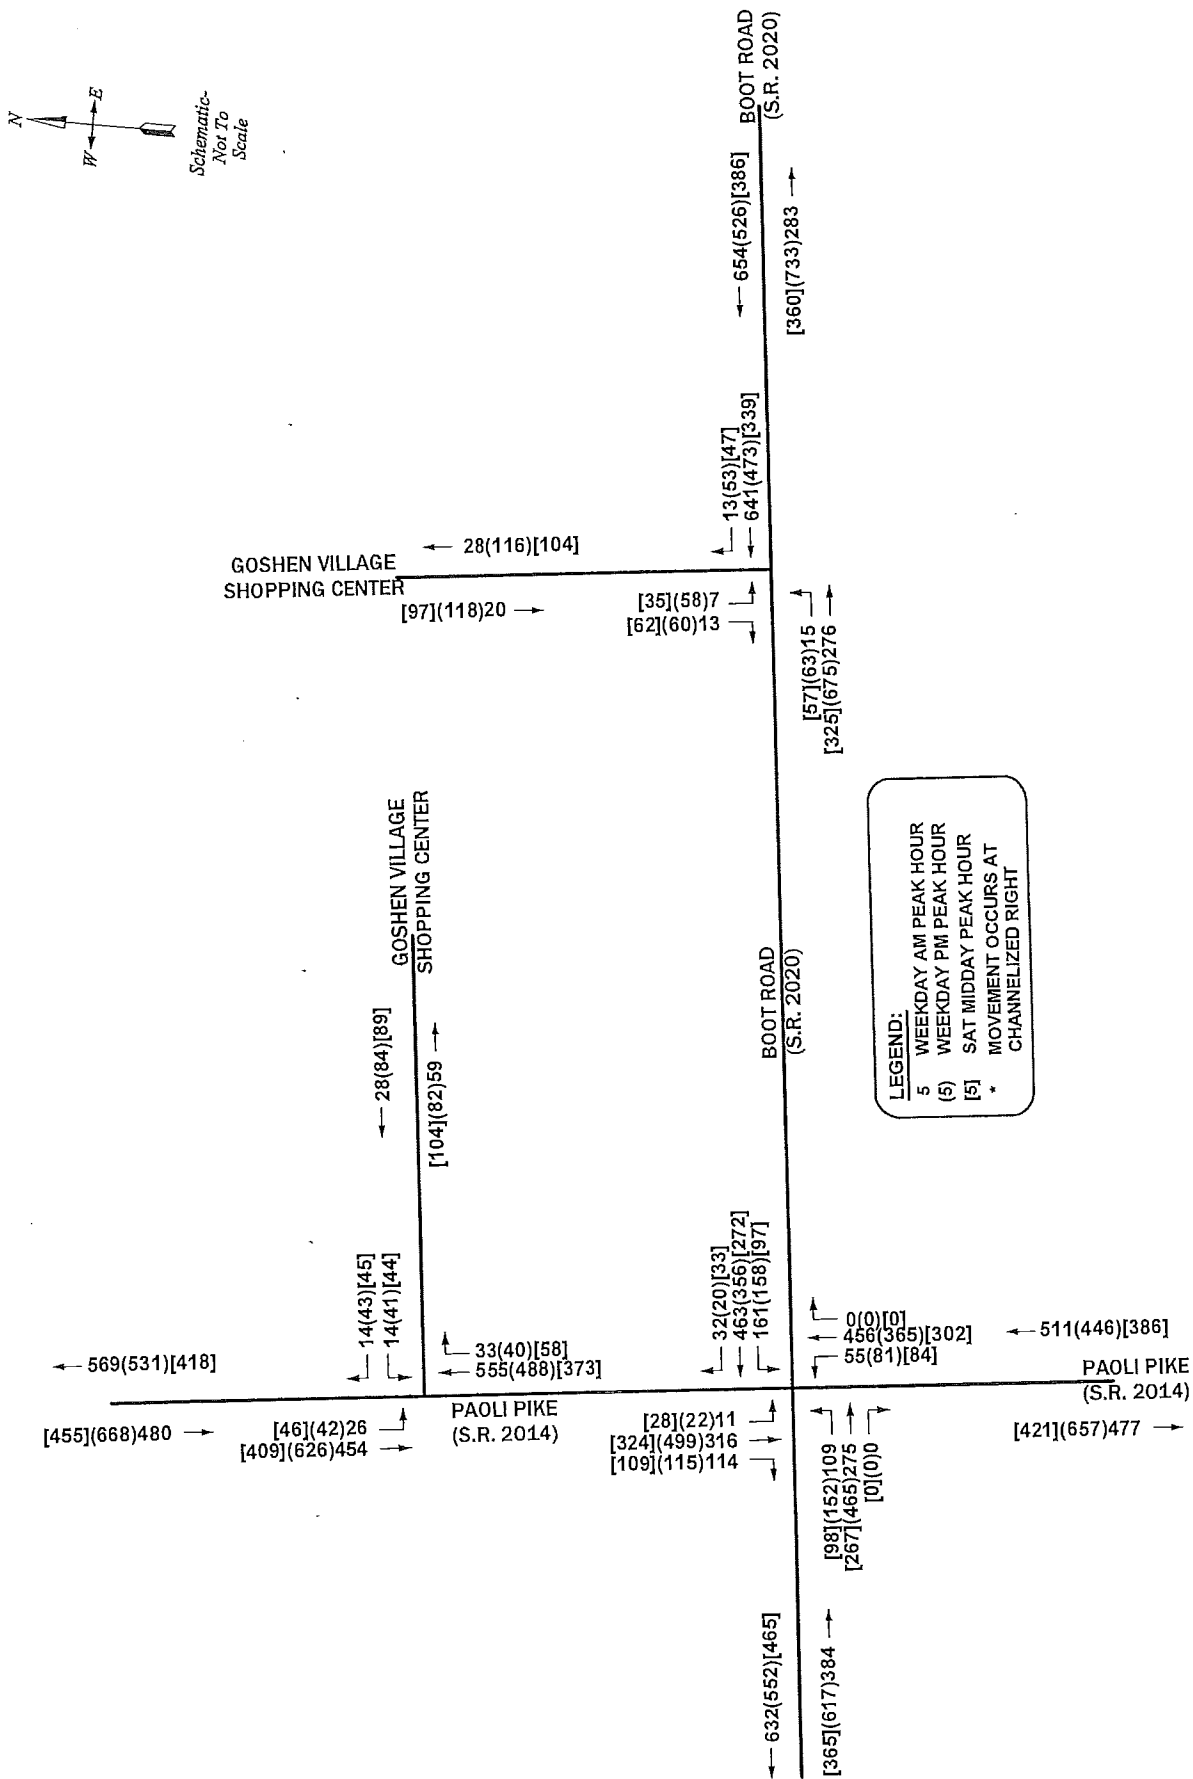 N
W E
Schematic-
Not To
Scale
BOOT ROAD
(S.R. 2020)
654(526)[386]
[360](733)283
GOSHEN VILLAGE
SHOPPING CENTER
28(116)[104]
[97](118)20
13(53)[47]
641(473)[339]
[35](58)7
[62](60)13
[57](63)15
[325](675)276
GOSHEN VILLAGE
SHOPPING CENTER
28(84)[89]
[104](82)59
BOOT ROAD
(S.R. 2020)
LEGEND:
5 WEEKDAY AM PEAK HOUR
(5) WEEKDAY PM PEAK HOUR
[5] SAT MIDDAY PEAK HOUR
* MOVEMENT OCCURS AT
CHANNELIZED RIGHT
14(43)[45]
14(41)[44]
569(531)[418]
33(40)[58]
555(488)[373]
[455](668)480
[46](42)26
[409](626)454
PAOLI PIKE
(S.R. 2014)
32(20)[33]
463(356)[272]
161(158)[97]
0(0)[0]
456(365)[302]
55(81)[84]
511(446)[386]
PAOLI PIKE
(S.R. 2014)
[28](22)11
[324](499)316
[109](115)114
[98](152)109
[267](465)275
[0](0)0
[421](657)477
632(552)[465]
[365](617)384